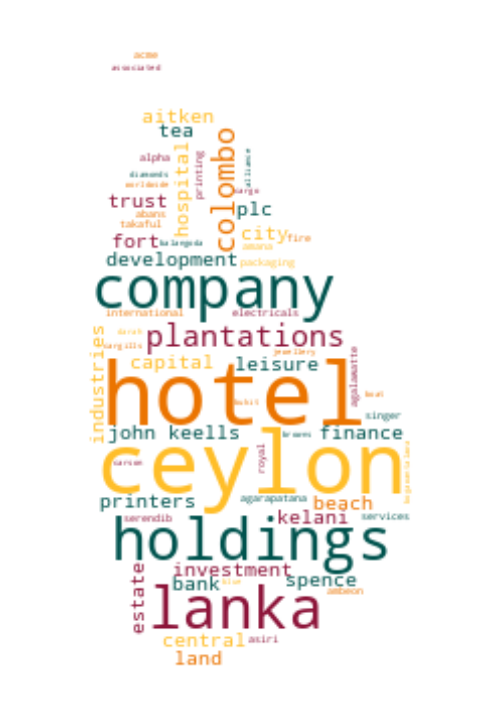 acme
associated
aitken
tea
colombo
hospital
alpha
printing
alliance
diamonds
worldwide
cargo
trust
abans
plc
takaful
city
fire
fort
balangoda
amana
development
packaging
company
international
electricals
industries
darah
plantations
cargills
jewellery
capital
leisure
agalawatte
hotel
bukit
boat
singer
john keells
browns
finance
ceylon
royal
carson
bogawantalawa
agarapatana
printers
beach
serendib
kelani
services
holdings
investment
estate
bank
blue
spence
ambeon
lanka
central
asiri
land